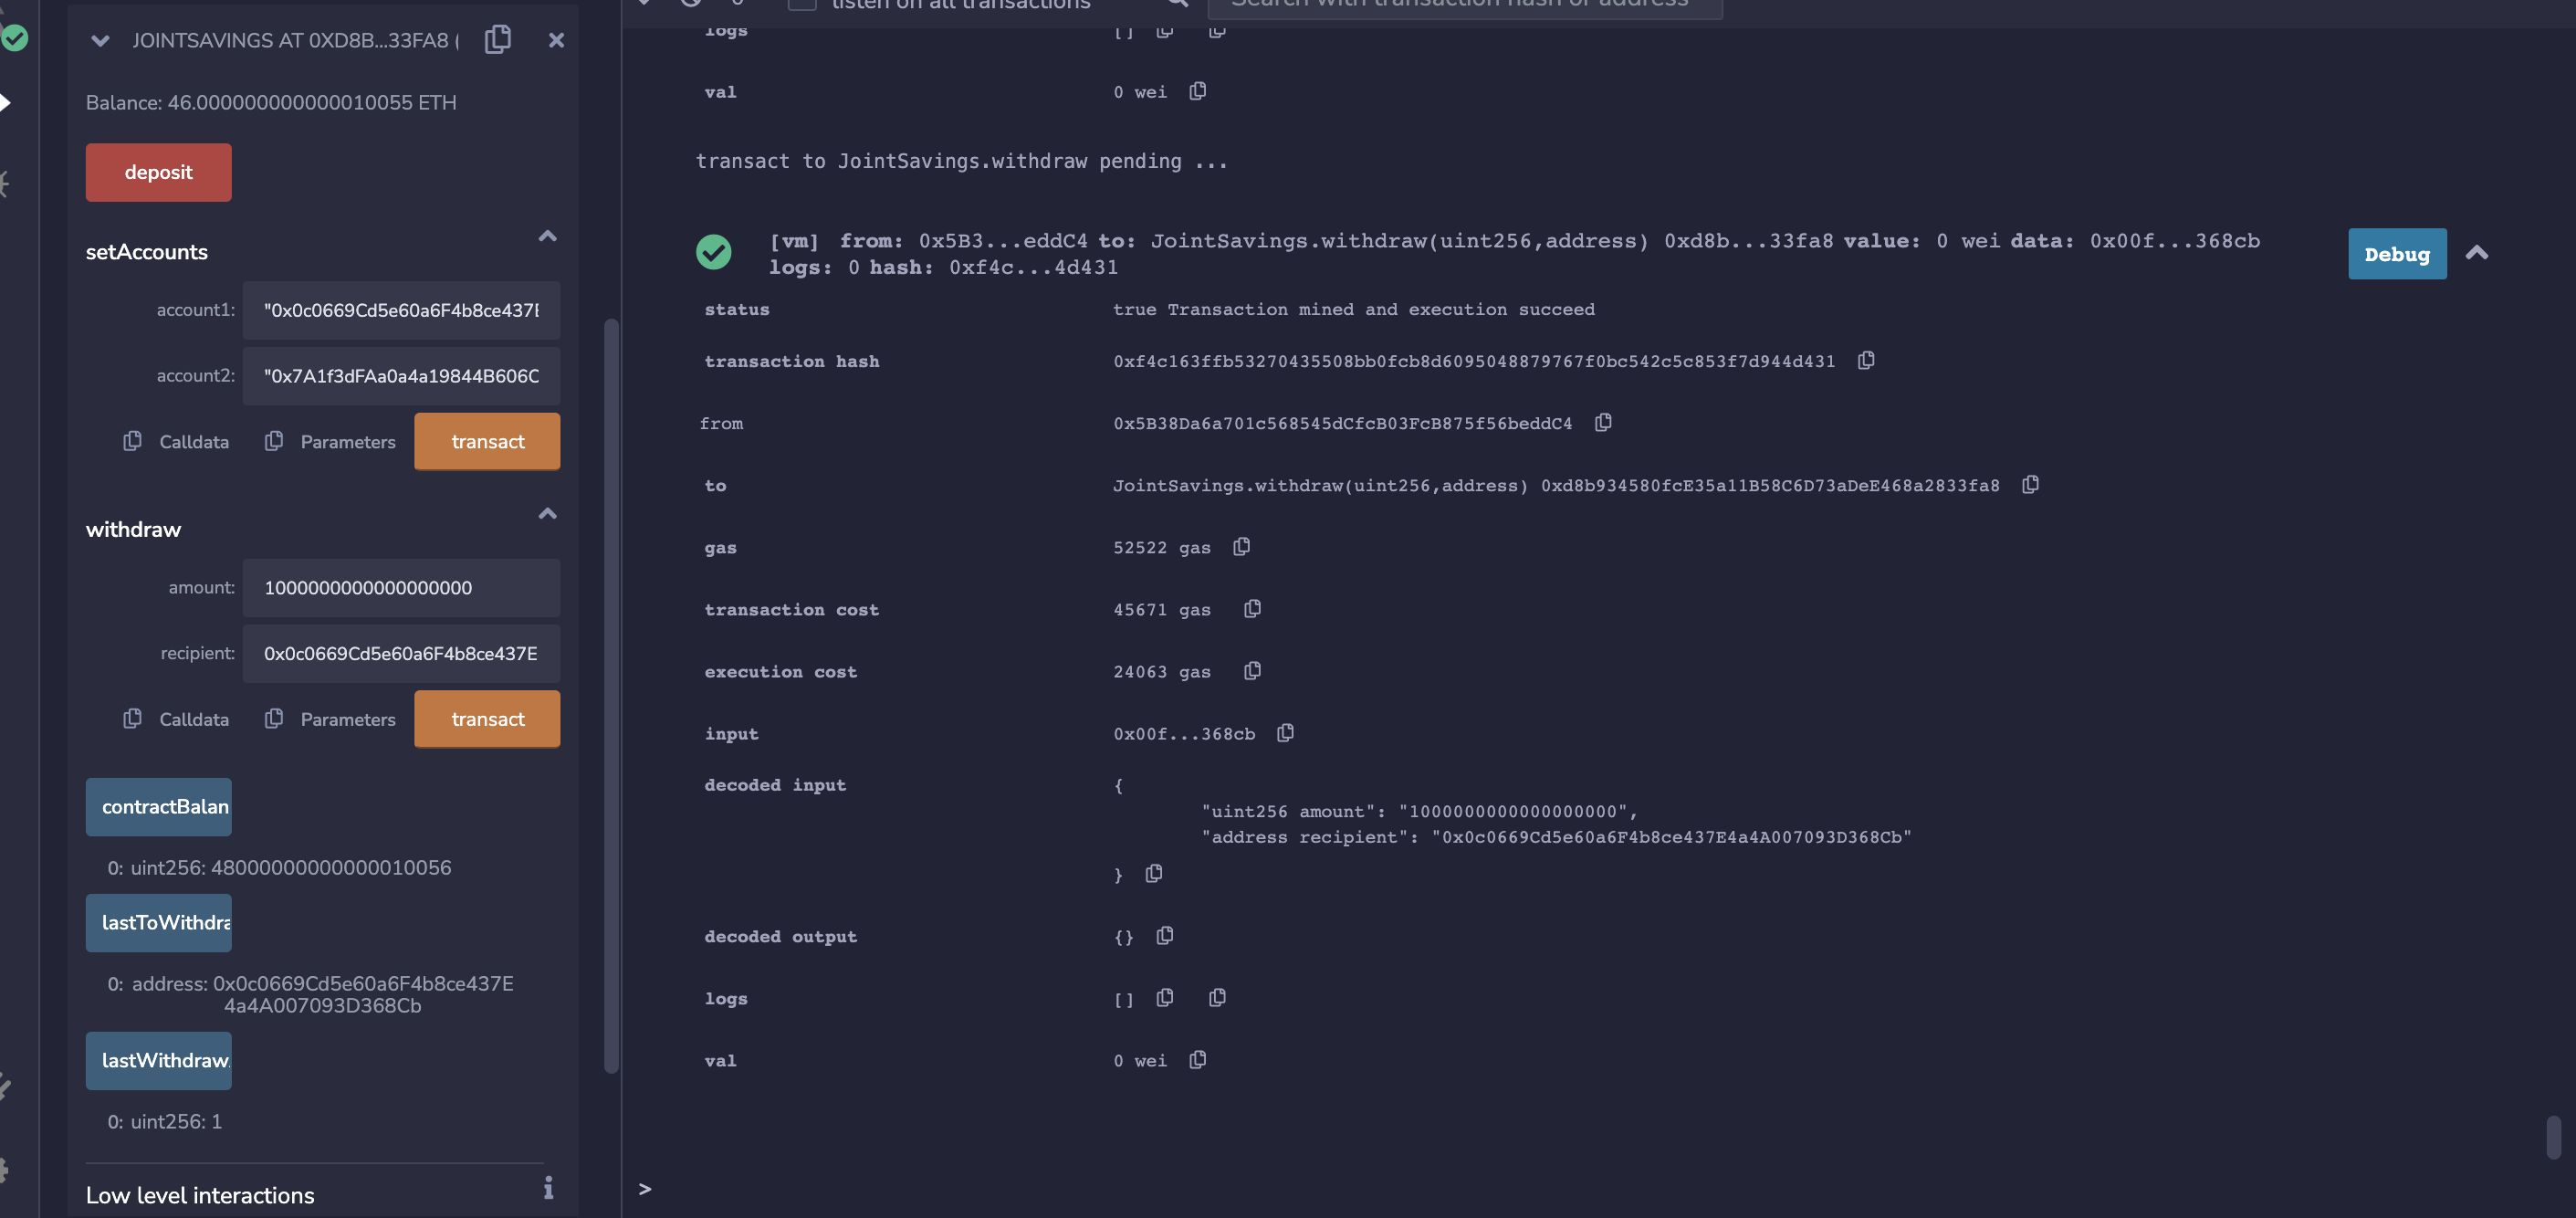 JOINTSAVINGS AT 0XD8B...33FA8 (
Balance: 46.000000000000010055 ETH
deposit
setAccounts
account1: "0x0c0669Cd5e60a6F4b8ce437E
account2: "0x7A1f3dFAa0a4a19844B606C
Calldata Parameters transact
withdraw
amount: 1000000000000000000
recipient: 0x0c0669Cd5e60a6F4b8ce437E
Calldata Parameters transact
contractBalan
0: uint256: 48000000000000010056
lastToWithdra
0: address: 0x0c0669Cd5e60a6F4b8ce437E
4a4A007093D368Cb
lastWithdraw
0: uint256: 1
Low level interactions
listen on all transactions Search with transaction hash or address
logs [] 
val 0 wei
transact to JointSavings.withdraw pending ...
[vm] from: 0x5B3...eddC4 to: JointSavings.withdraw(uint256,address) 0xd8b...33fa8 value: 0 wei data: 0x00f...368cb
logs: 0 hash: 0xf4c...4d431
Debug
status true Transaction mined and execution succeed
transaction hash 0xf4c163ffb53270435508bb0fcb8d6095048879767f0bc542c5c853f7d944d431
from 0x5B38Da6a701c568545dCfcB03FcB875f56beddC4
to JointSavings.withdraw(uint256,address) 0xd8b934580fcE35a11B58C6D73aDeE468a2833fa8
gas 52522 gas
transaction cost 45671 gas
execution cost 24063 gas
input 0x00f...368cb
decoded input {
"uint256 amount": "1000000000000000000",
"address recipient": "0x0c0669Cd5e60a6F4b8ce437E4a4A007093D368Cb"
}
decoded output {}
logs []
val 0 wei
>